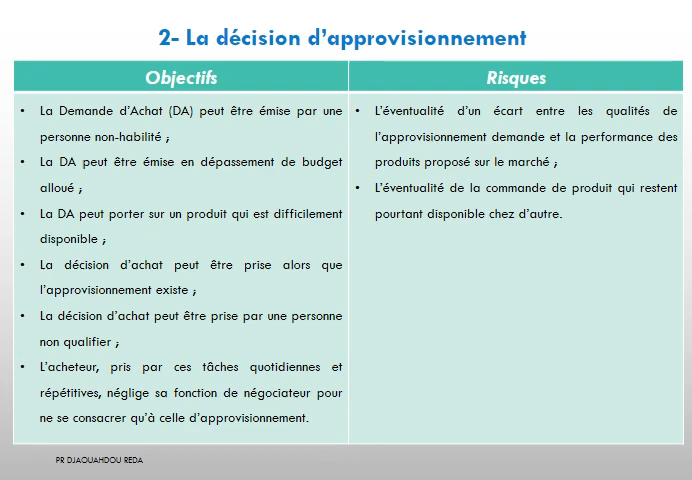 2- La décision d’approvisionnement
Objectifs
• La Demande d’Achat (DA) peut être émise par une
personne non-habilité ;
• La DA peut être émise en dépassement de budget
alloué ;
• La DA peut porter sur un produit qui est difficilement
disponible ;
• La décision d’achat peut être prise alors que
l’approvisionnement existe ;
• La décision d’achat peut être prise par une personne
non qualifier ;
• L’acheteur, pris par ces tâches quotidiennes et
répétitives, néglige sa fonction de négociateur pour
ne se consacrer qu’à celle d’approvisionnement.
Risques
• L’éventualité d’un écart entre les qualités de
l’approvisionnement demande et la performance des
produits proposé sur le marché ;
• L’éventualité de la commande de produit qui restent
pourtant disponible chez d’autre.
PR DJAOUAHDOU REDA